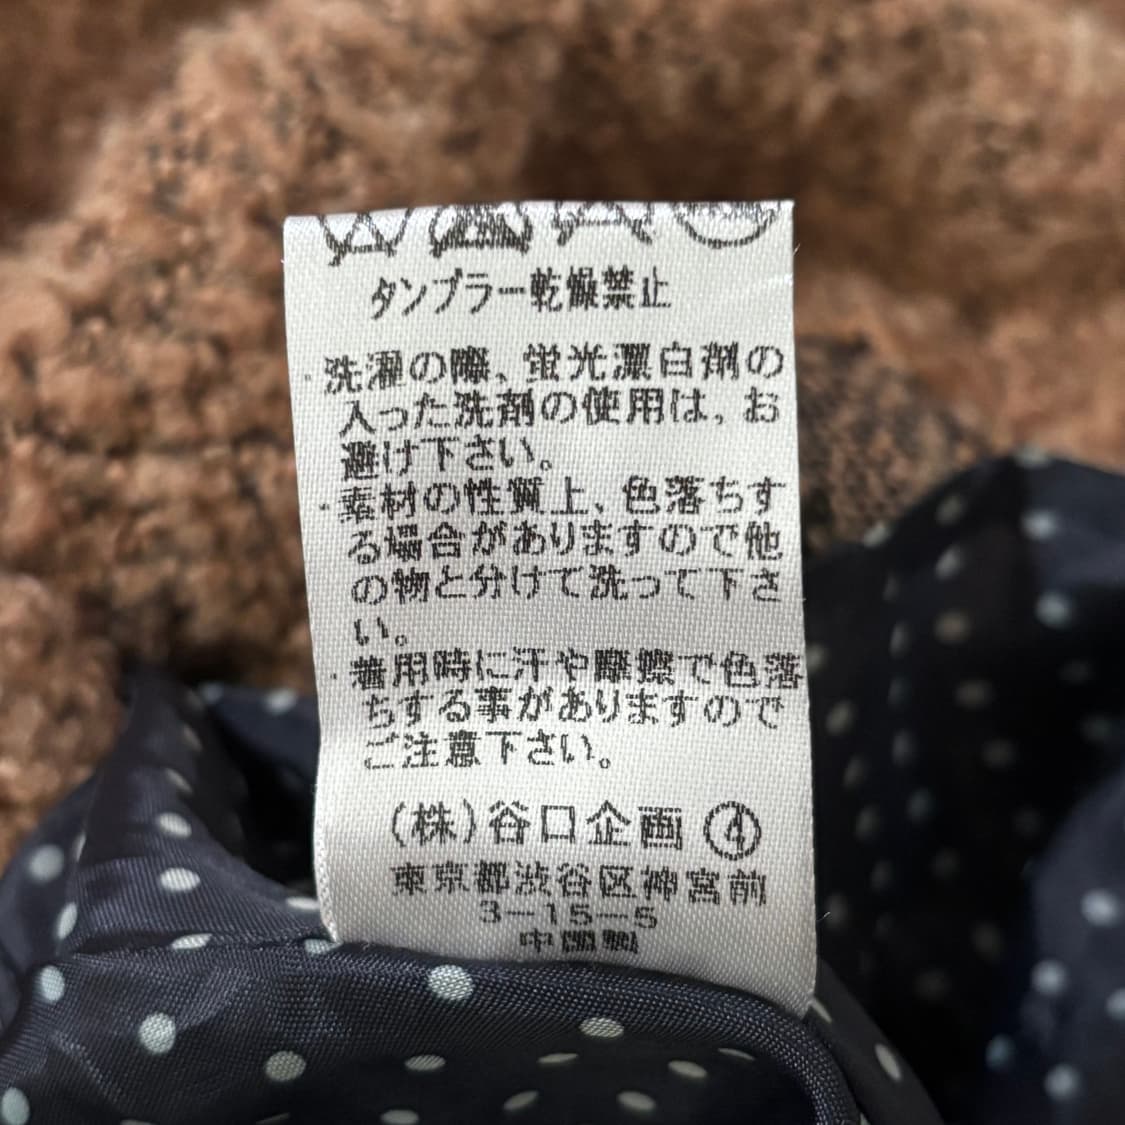 タンブラー乾燥禁止
・洗濯の際、蛍光漂白剤の
入った洗剤の使用は、お
避け下さい。
・素材の性質上、色落ちす
る場合がありますので他
の物と分けて洗って下さ
い。
・着用時に汗や摩擦で色落
ちする事がありますので
ご注意下さい。
(株)谷口企画 ④
東京都渋谷区神宮前
3-15-5
中国製